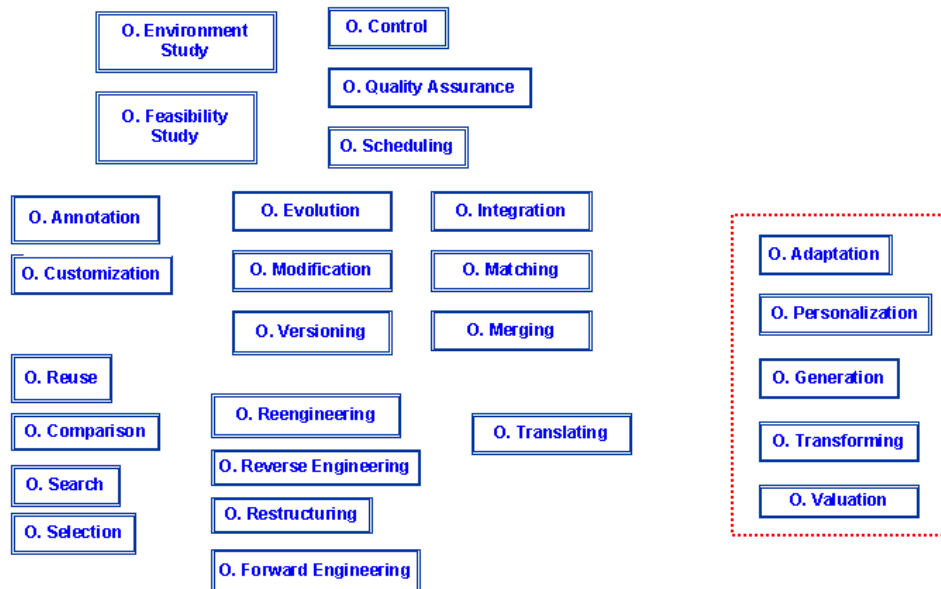 O. Environment
Study
O. Control
O. Quality Assurance
O. Feasibility
Study
O. Scheduling
O. Annotation
O. Evolution
O. Integration
O. Adaptation
O. Customization
O. Modification
O. Matching
O. Personalization
O. Versioning
O. Merging
O. Reuse
O. Generation
O. Reengineering
O. Comparison
O. Translating
O. Transforming
O. Reverse Engineering
O. Search
O. Valuation
O. Restructuring
O. Selection
O. Forward Engineering